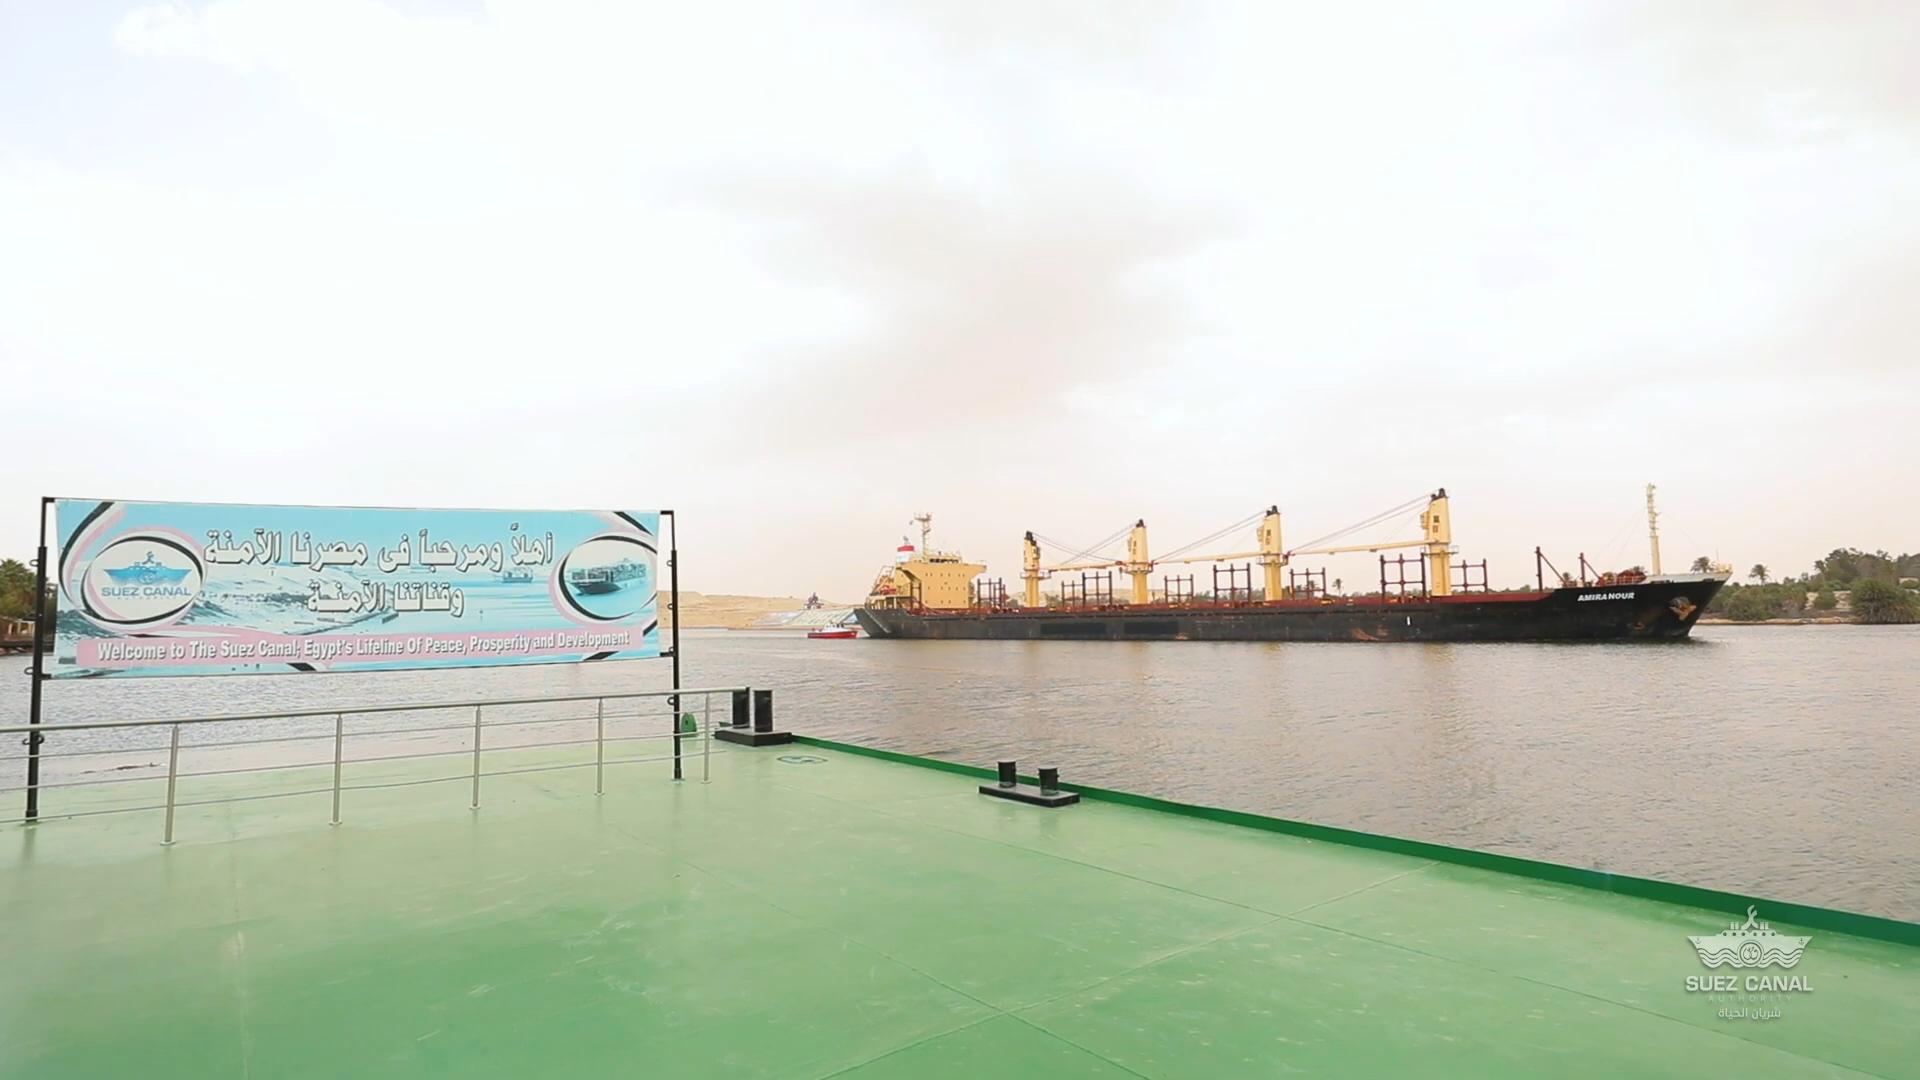 أهلاً ومرحباً فى مصرنا الآمنة
وقناتنا الآمنة
SUEZ CANAL
AUTHORITY
Welcome to The Suez Canal; Egypt's Lifeline Of Peace, Prosperity and Development
AMIRA NOUR
SUEZ CANAL
AUTHORITY
شريان الحياة